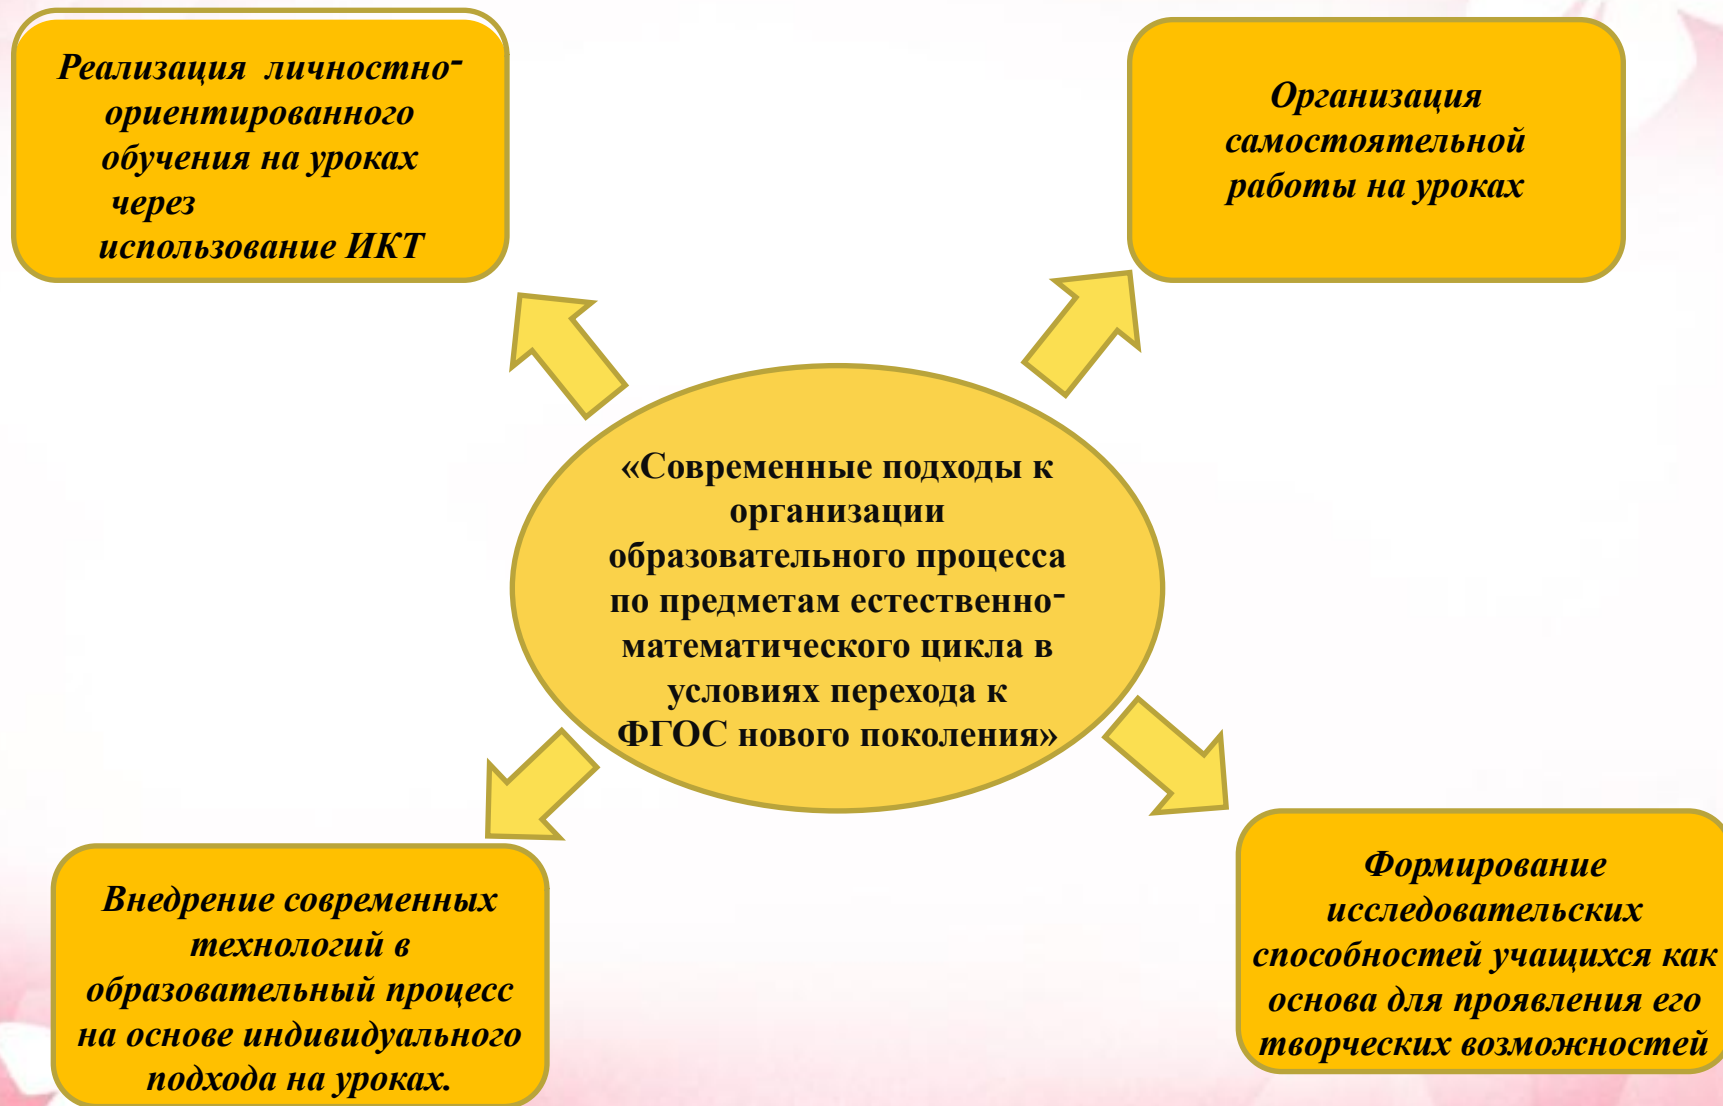 Реализация личностно-
ориентированного
обучения на уроках
через
использование ИКТ
Организация
самостоятельной
работы на уроках
«Современные подходы к
организации
образовательного процесса
по предметам естественно-
математического цикла в
условиях перехода к
ФГОС нового поколения»
Внедрение современных
технологий в
образовательный процесс
на основе индивидуального
подхода на уроках.
Формирование
исследовательских
способностей учащихся как
основа для проявления его
творческих возможностей